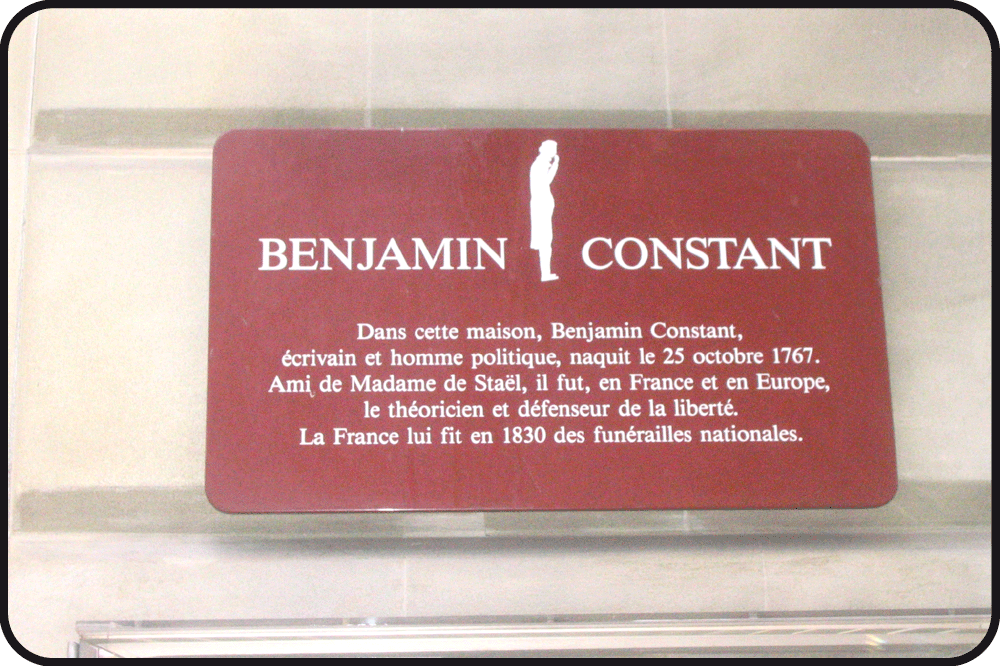 BENJAMIN CONSTANT
Dans cette maison, Benjamin Constant,
écrivain et homme politique, naquit le 25 octobre 1767.
Ami de Madame de Staël, il fut, en France et en Europe,
le théoricien et défenseur de la liberté.
La France lui fit en 1830 des funérailles nationales.